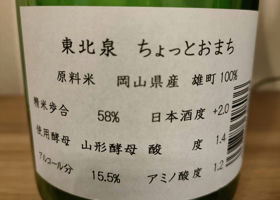 東北泉 ちょっとおまち
原料米 岡山県産 雄町100%
精米歩合 58% 日本酒度 +2.0
使用酵母 山形酵母 酸度 1.4
アルコール分 15.5% アミノ酸度 1.2